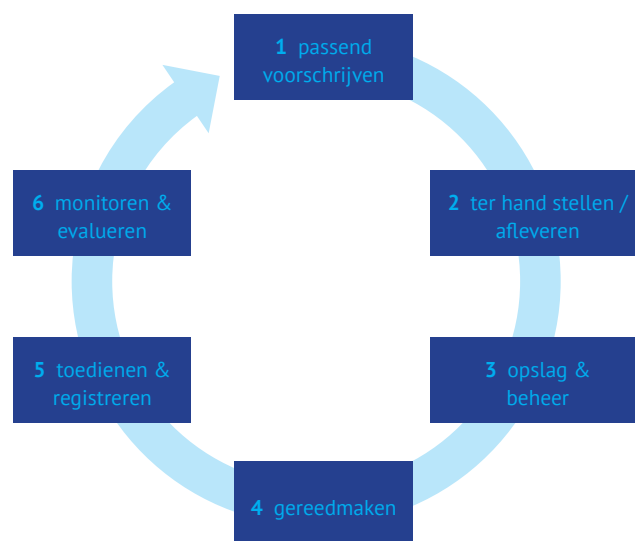 1 passend
voorschrijven
2 ter hand stellen /
afleveren
3 opslag &
beheer
4 gereedmaken
5 toedienen &
registreren
6 monitoren &
evalueren